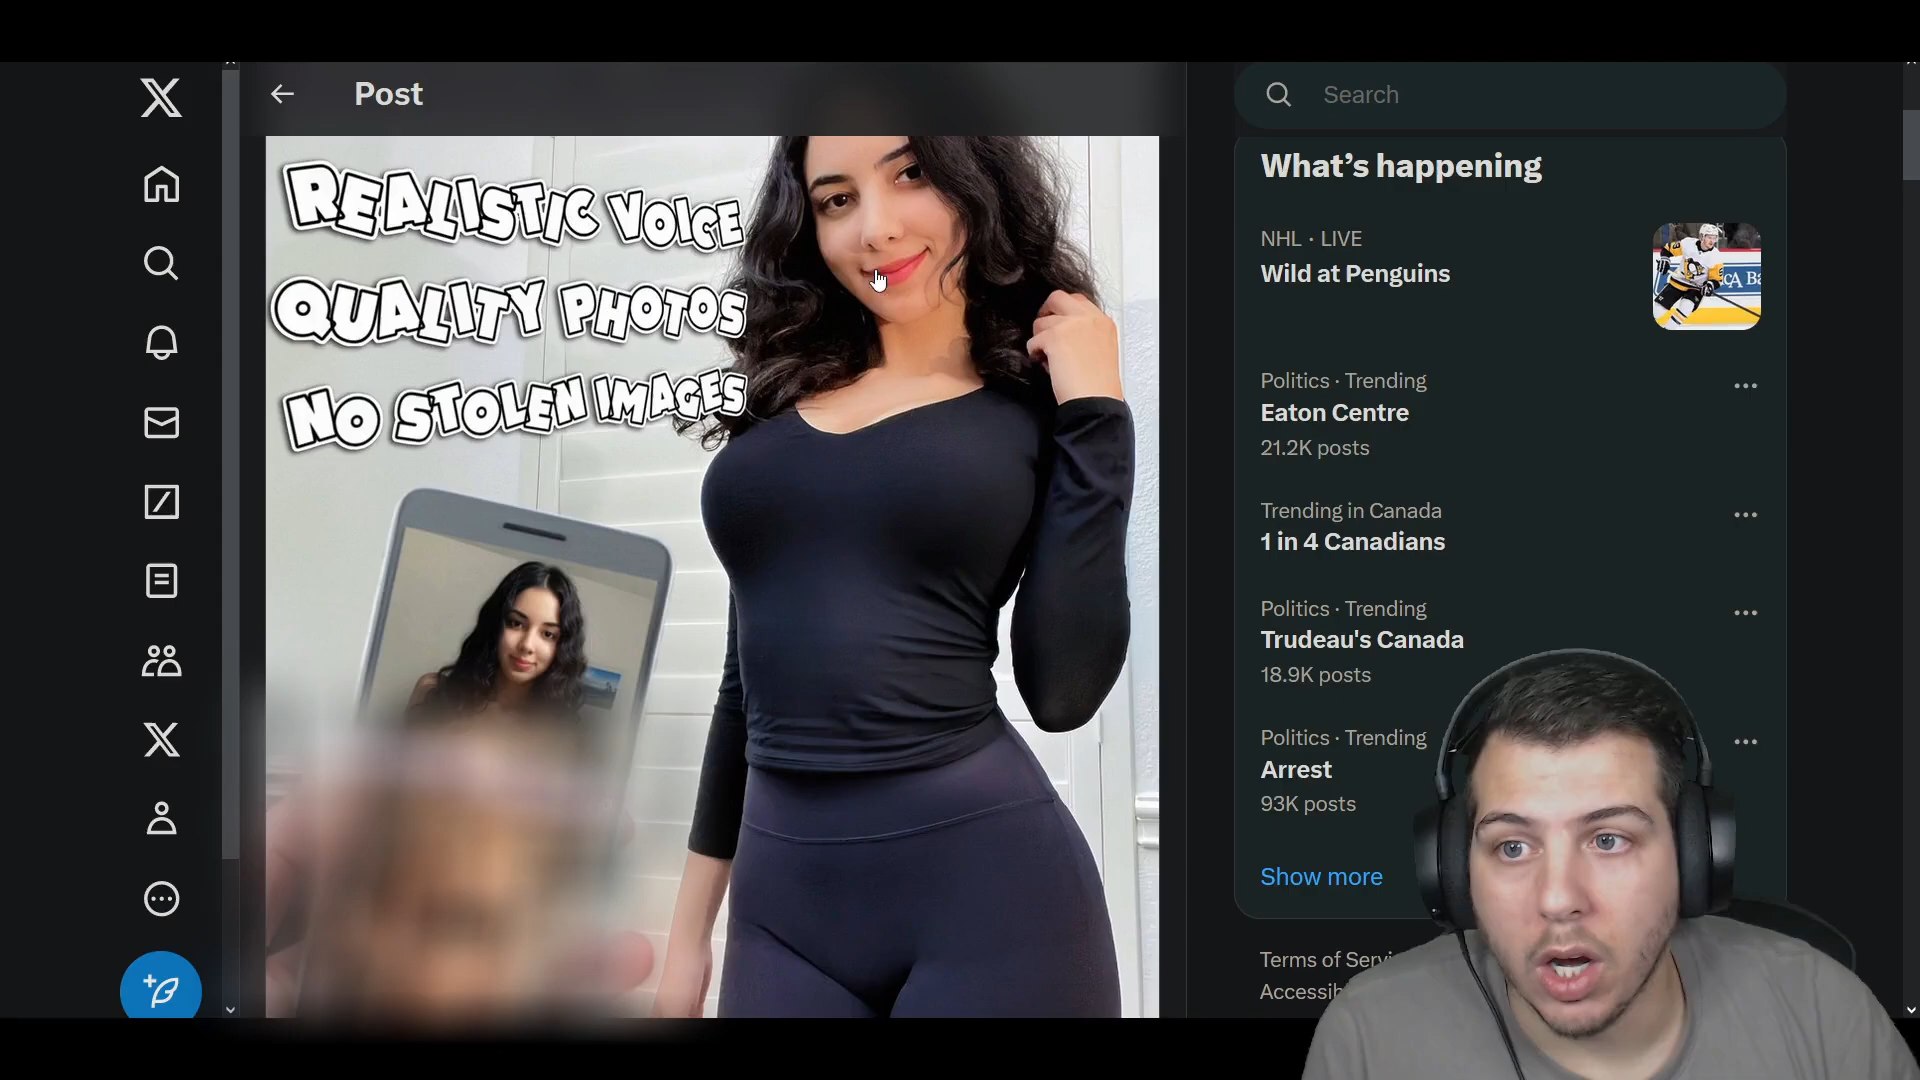 Post
REALISTIC VOICE
QUALITY PHOTOS
NO STOLEN IMAGES
Search
What's happening
NHL · LIVE
Wild at Penguins
Politics · Trending
Eaton Centre
21.2K posts
Trending in Canada
1 in 4 Canadians
Politics · Trending
Trudeau's Canada
18.9K posts
Politics · Trending
Arrest
93K posts
Show more
Terms of